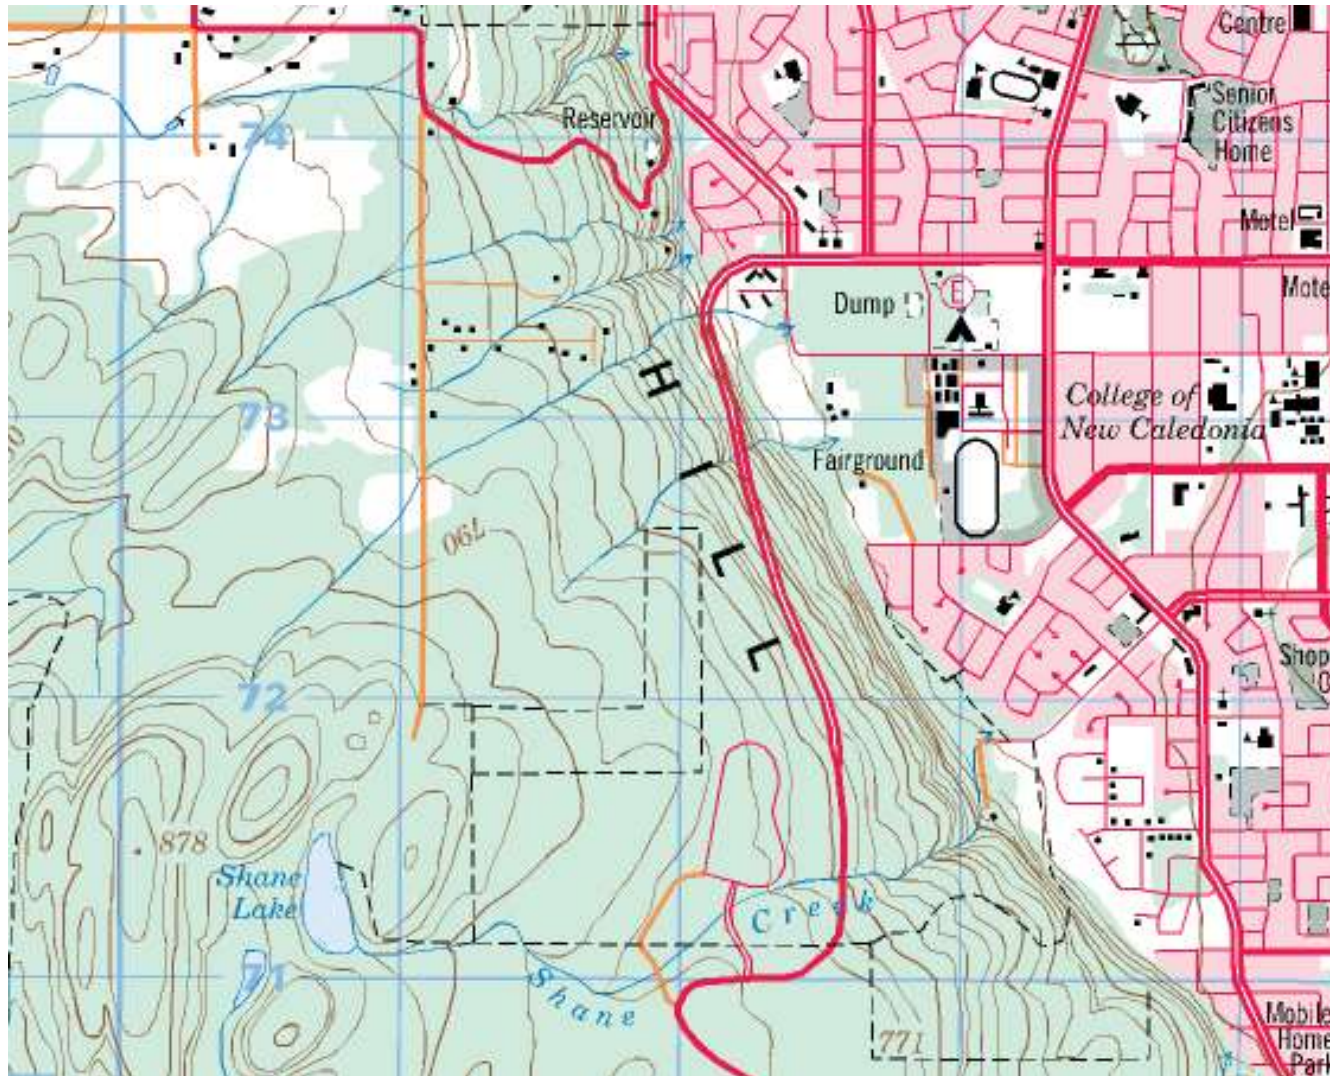 Centre
Senior
Citizens
Home
Reservoir
74
Motel
Mote
Dump
E
HILL
73
College of
New Caledonia
Fairground
790
72
Shop
878
Shane
Lake
Creek
71
Shane
771
Mobile
Home
Park